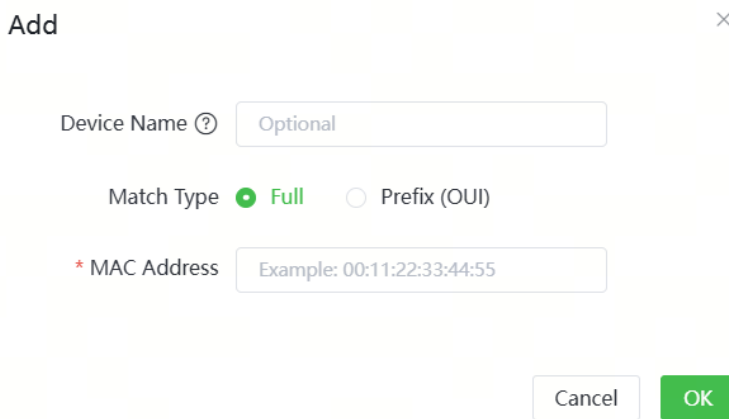 Add
Device Name ? Optional
Match Type Full Prefix (OUI)
* MAC Address Example: 00:11:22:33:44:55
Cancel OK